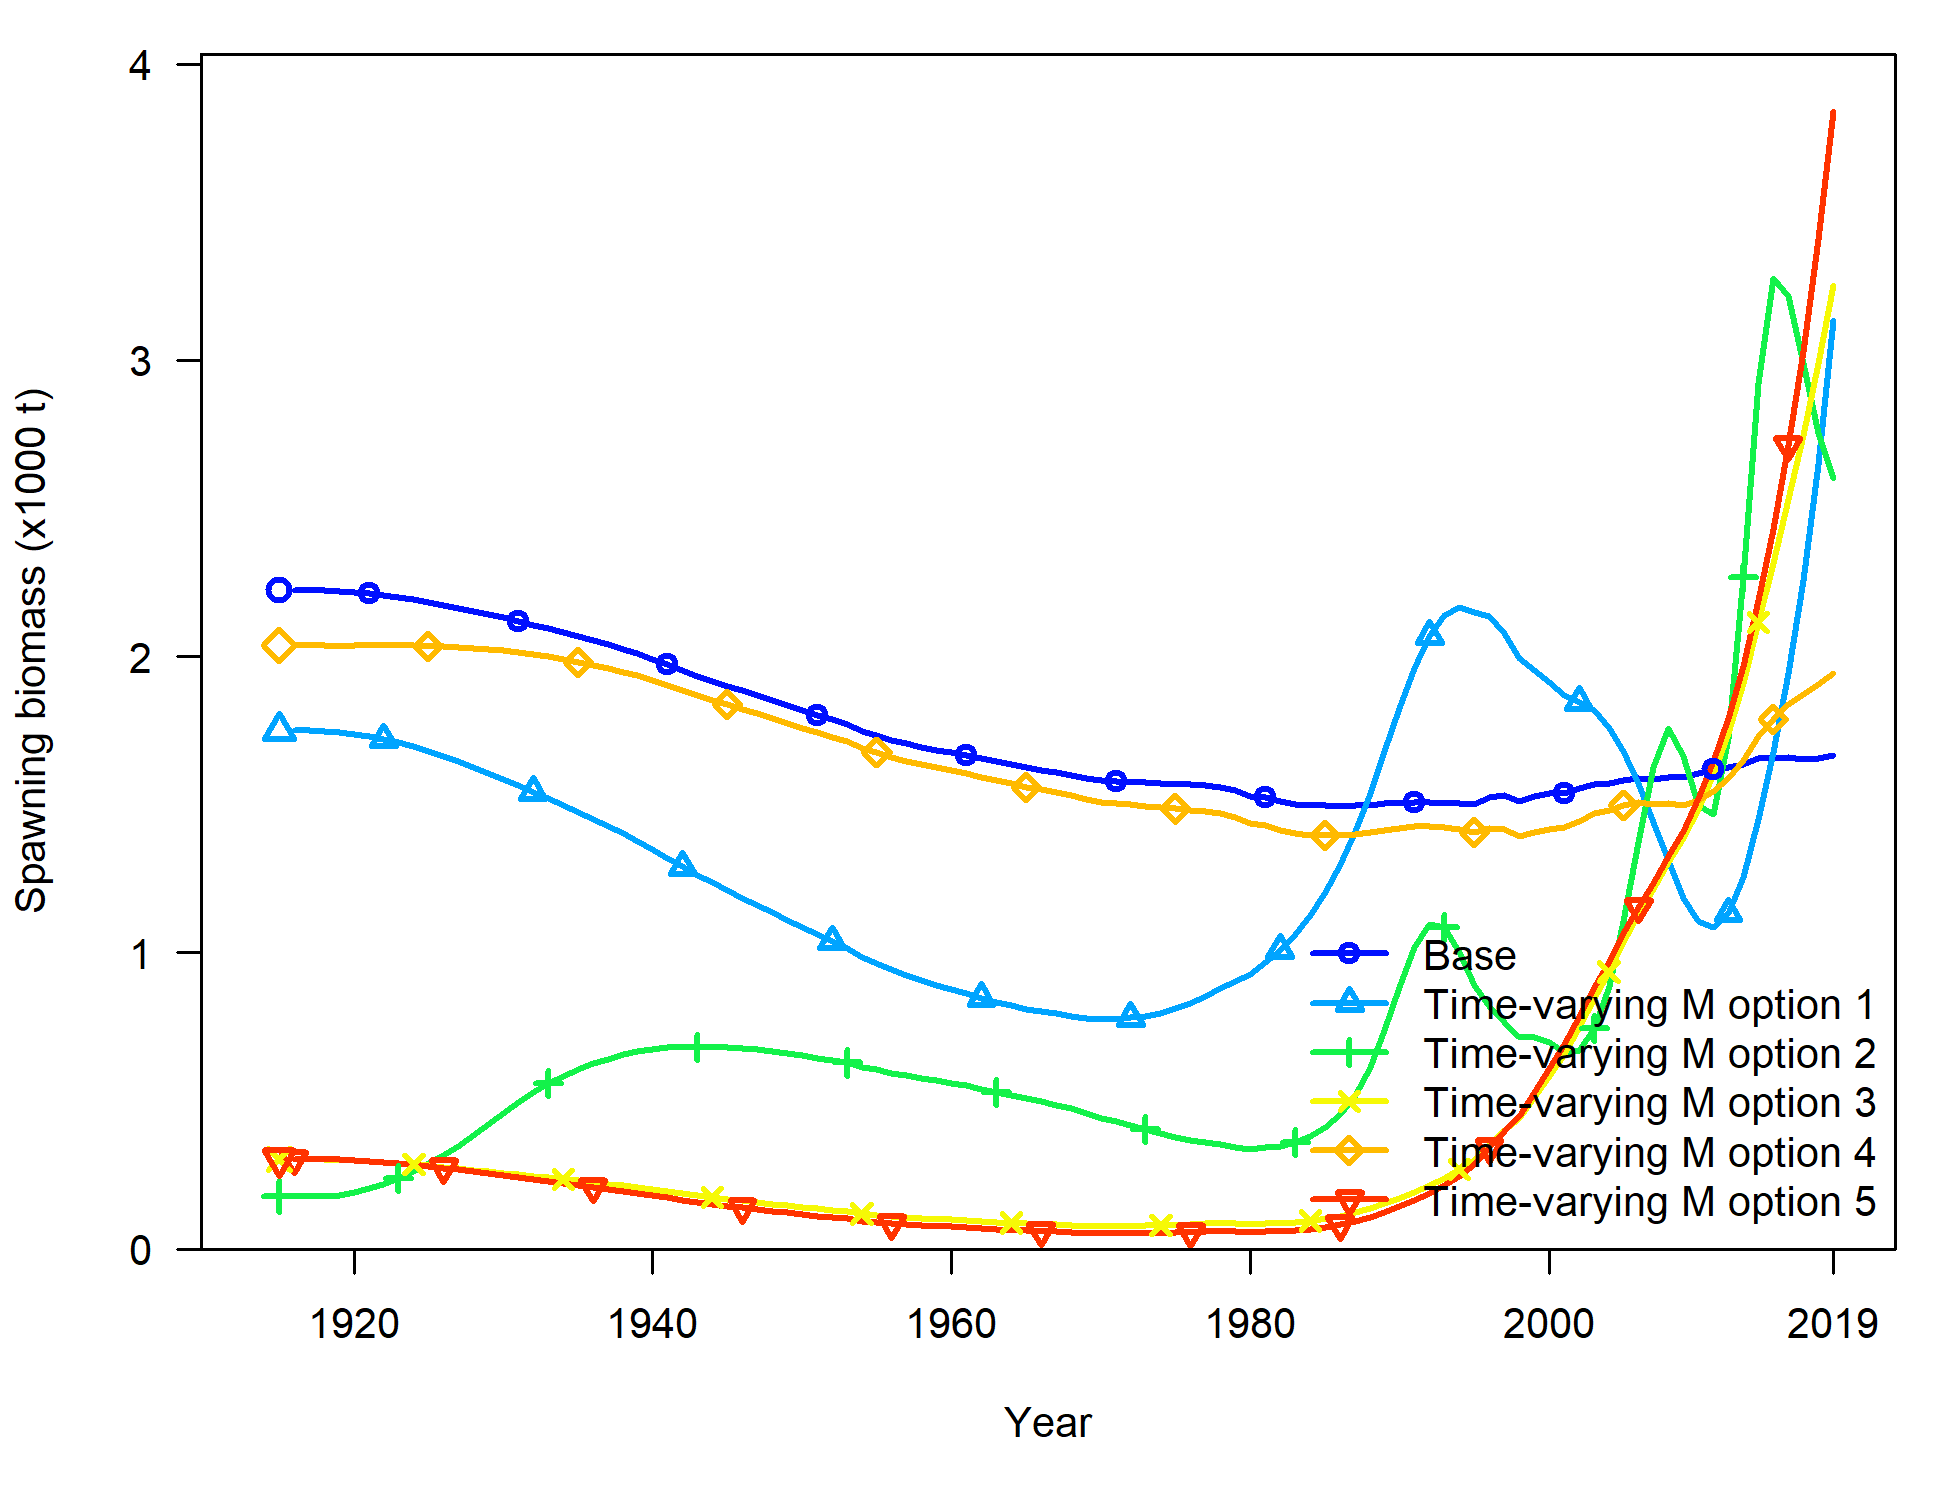 4
3
2
1
0
Spawning biomass (x1000 t)
Base
Time-varying M option 1
Time-varying M option 2
Time-varying M option 3
Time-varying M option 4
Time-varying M option 5
1920 1940 1960 1980 2000 2019
Year